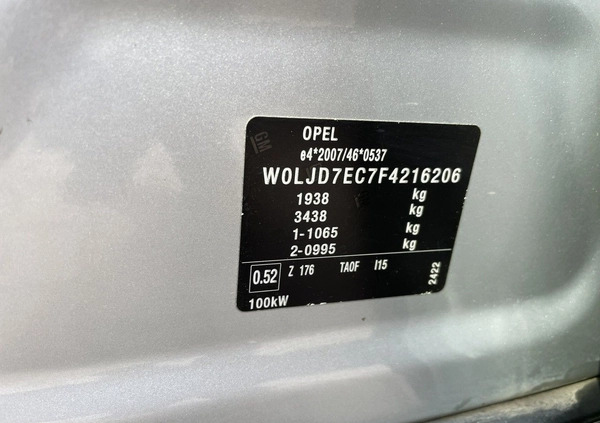 GM
OPEL
e4*2007/46*0537
W0LJD7EC7F4216206
1938 kg
3438 kg
1-1065 kg
2-0995 kg
0.52 Z 176 TA0F I15
2422
100kW